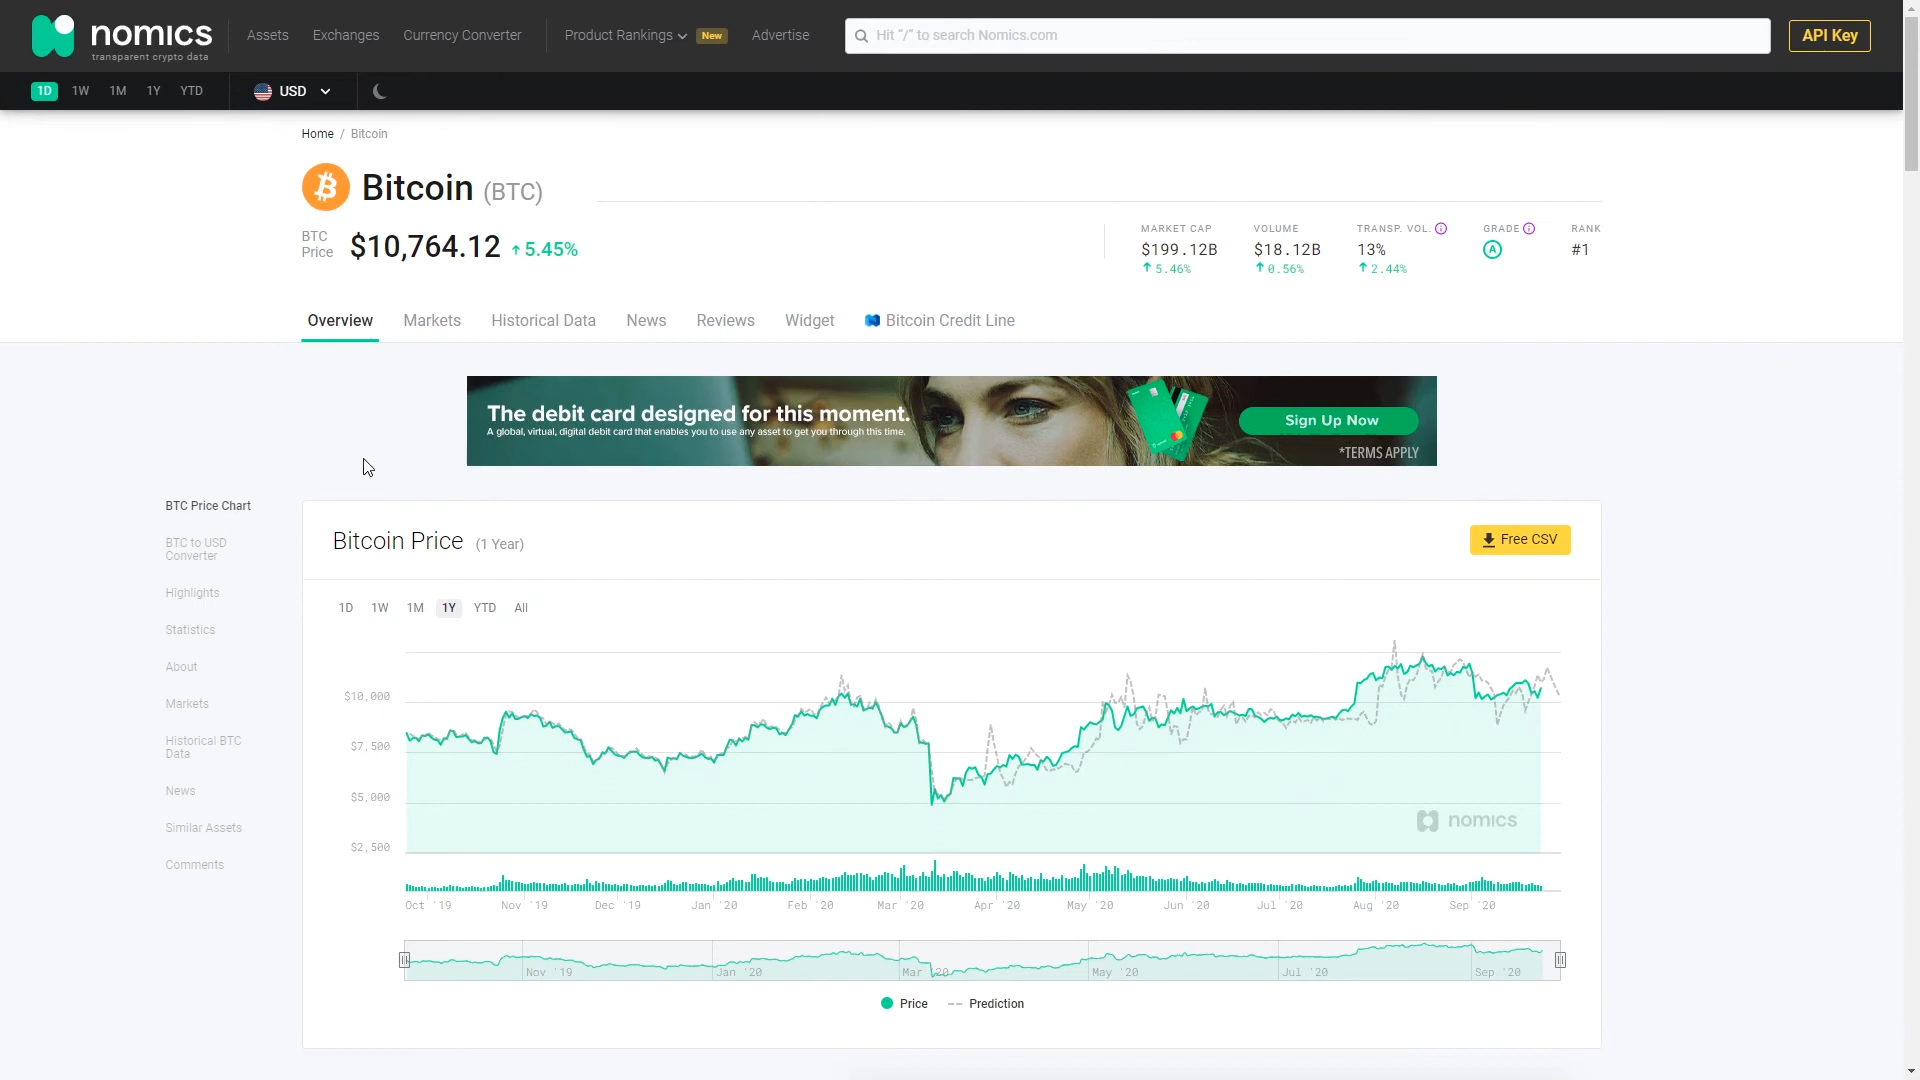 nomics
transparent crypto data
Assets
Exchanges
Currency Converter
Product Rankings
New
Advertise
Hit "/" to search Nomics.com
API Key
1D
1W
1M
1Y
YTD
USD
Home / Bitcoin
Bitcoin (BTC)
BTC Price
$10,764.12
5.45%
MARKET CAP
$199.12B
5.46%
VOLUME
$18.12B
0.56%
TRANSP. VOL.
13%
2.44%
GRADE
A
RANK
#1
Overview
Markets
Historical Data
News
Reviews
Widget
Bitcoin Credit Line
The debit card designed for this moment.
A global, virtual, digital debit card that enables you to use any asset to get you through this time.
Sign Up Now
*TERMS APPLY
BTC Price Chart
BTC to USD
Converter
Highlights
Statistics
About
Markets
Historical BTC
Data
News
Similar Assets
Comments
Bitcoin Price (1 Year)
Free CSV
1D
1W
1M
1Y
YTD
All
$10,000
$7,500
$5,000
$2,500
nomics
Oct '19
Nov '19
Dec '19
Jan '20
Feb '20
Mar '20
Apr '20
May '20
Jun '20
Jul '20
Aug '20
Sep '20
Nov '19
Jan '20
Mar '20
May '20
Jul '20
Sep '20
Price
Prediction